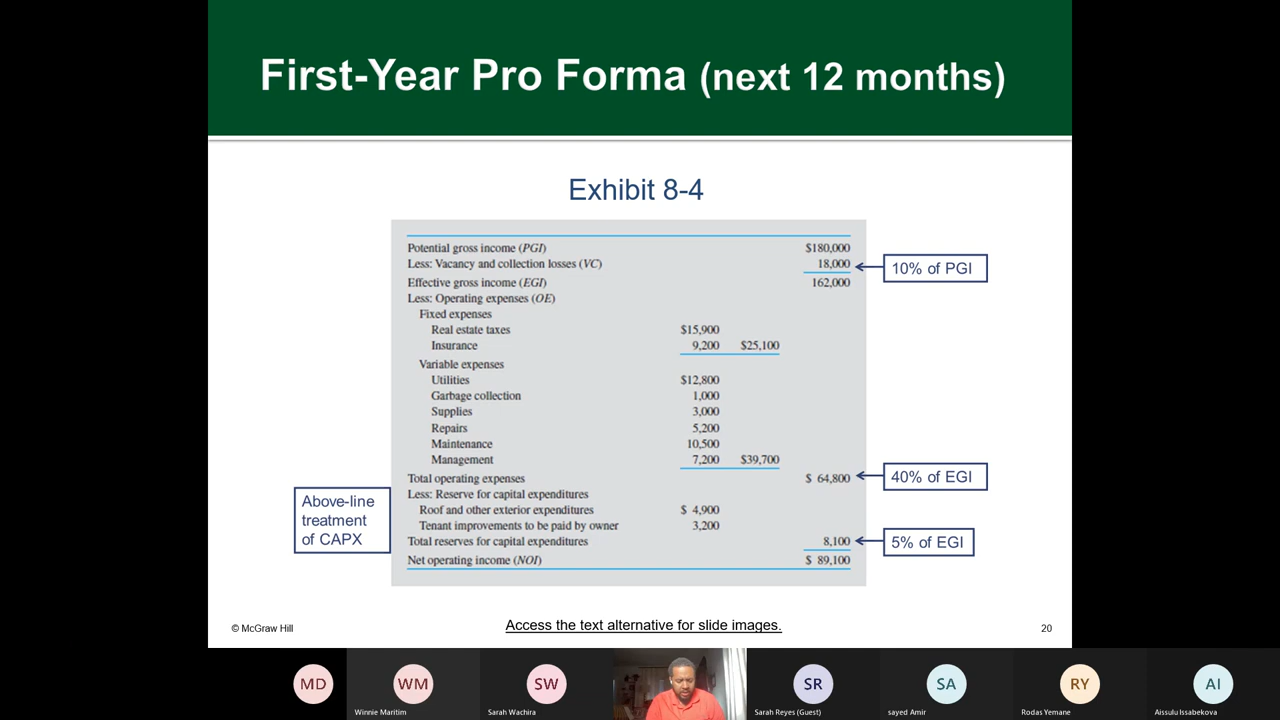 First-Year Pro Forma (next 12 months)
Exhibit 8-4
Potential gross income (PGI) $180,000
Less: Vacancy and collection losses (VC) 18,000 10% of PGI
Effective gross income (EGI) 162,000
Less: Operating expenses (OE)
Fixed expenses
Real estate taxes $15,900
Insurance 9,200 $25,100
Variable expenses
Utilities $12,800
Garbage collection 1,000
Supplies 3,000
Repairs 5,200
Maintenance 10,500
Management 7,200 $39,700
Total operating expenses $ 64,800 40% of EGI
Less: Reserve for capital expenditures
Roof and other exterior expenditures $ 4,900
Tenant improvements to be paid by owner 3,200
Total reserves for capital expenditures 8,100 5% of EGI
Net operating income (NOI) $ 89,100
Above-line
treatment
of CAPX
Access the text alternative for slide images.
© McGraw Hill 20
MD WM SW SR SA RY AI
Winnie Maritim Sarah Wachira Sarah Reyes (Guest) sayed Amir Rodas Yemane Aissulu Issabekova